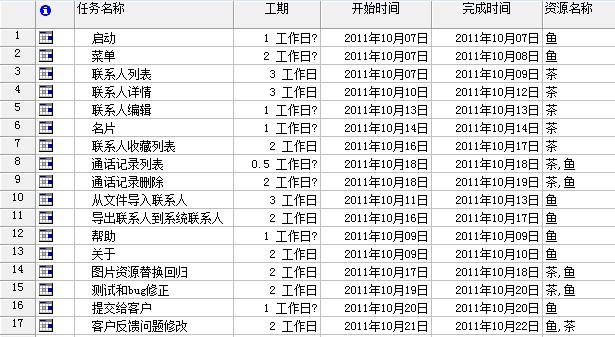 任务名称 工期 开始时间 完成时间 资源名称
1 启动 1 工作日? 2011年10月07日 2011年10月07日 鱼
2 菜单 2 工作日? 2011年10月07日 2011年10月08日 鱼
3 联系人列表 3 工作日 2011年10月07日 2011年10月09日 茶
4 联系人详情 3 工作日 2011年10月10日 2011年10月12日 茶
5 联系人编辑 1 工作日? 2011年10月13日 2011年10月13日 茶
6 名片 1 工作日? 2011年10月14日 2011年10月14日 茶
7 联系人收藏列表 2 工作日 2011年10月16日 2011年10月17日 茶
8 通话记录列表 0.5 工作日? 2011年10月18日 2011年10月18日 茶,鱼
9 通话记录删除 2 工作日? 2011年10月18日 2011年10月19日 茶,鱼
10 从文件导入联系人 3 工作日 2011年10月11日 2011年10月13日 鱼
11 导出联系人到系统联系人 2 工作日 2011年10月16日 2011年10月17日 鱼
12 帮助 1 工作日? 2011年10月09日 2011年10月09日 鱼
13 关于 2 工作日 2011年10月09日 2011年10月10日 鱼
14 图片资源替换回归 2 工作日 2011年10月17日 2011年10月18日 茶,鱼
15 测试和bug修正 2 工作日 2011年10月19日 2011年10月20日 茶,鱼
16 提交给客户 1 工作日? 2011年10月20日 2011年10月20日 鱼
17 客户反馈问题修改 2 工作日 2011年10月21日 2011年10月22日 鱼,茶